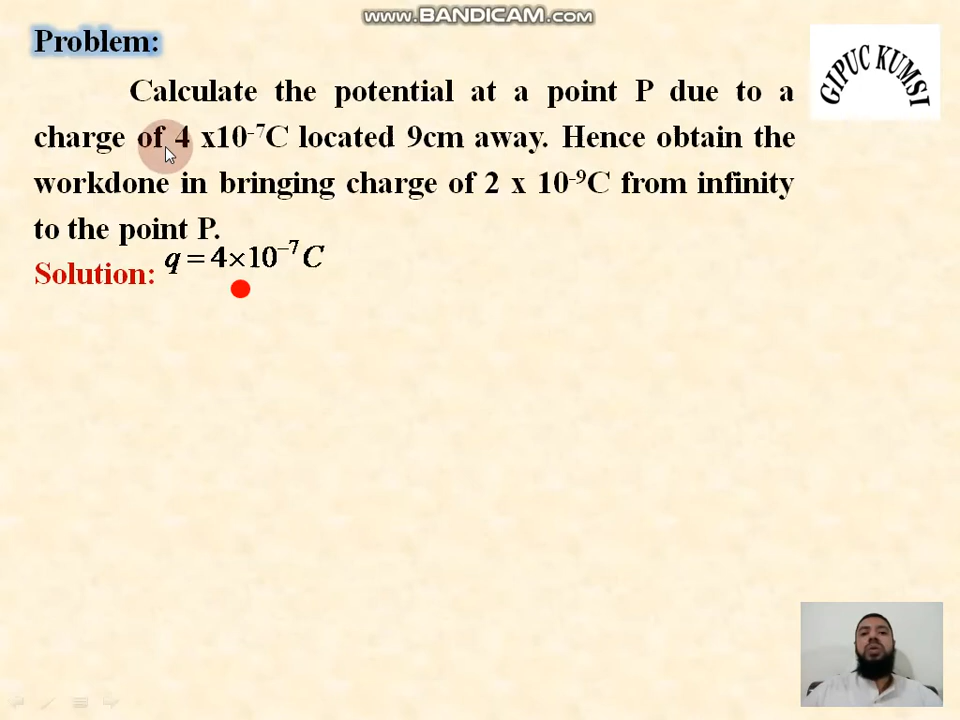 www.BANDICAM.com
Problem:
GIPUC KUMSI
Calculate the potential at a point P due to a
charge of 4 x10⁻⁷C located 9cm away. Hence obtain the
workdone in bringing charge of 2 x 10⁻⁹C from infinity
to the point P.
Solution: q = 4×10⁻⁷ C